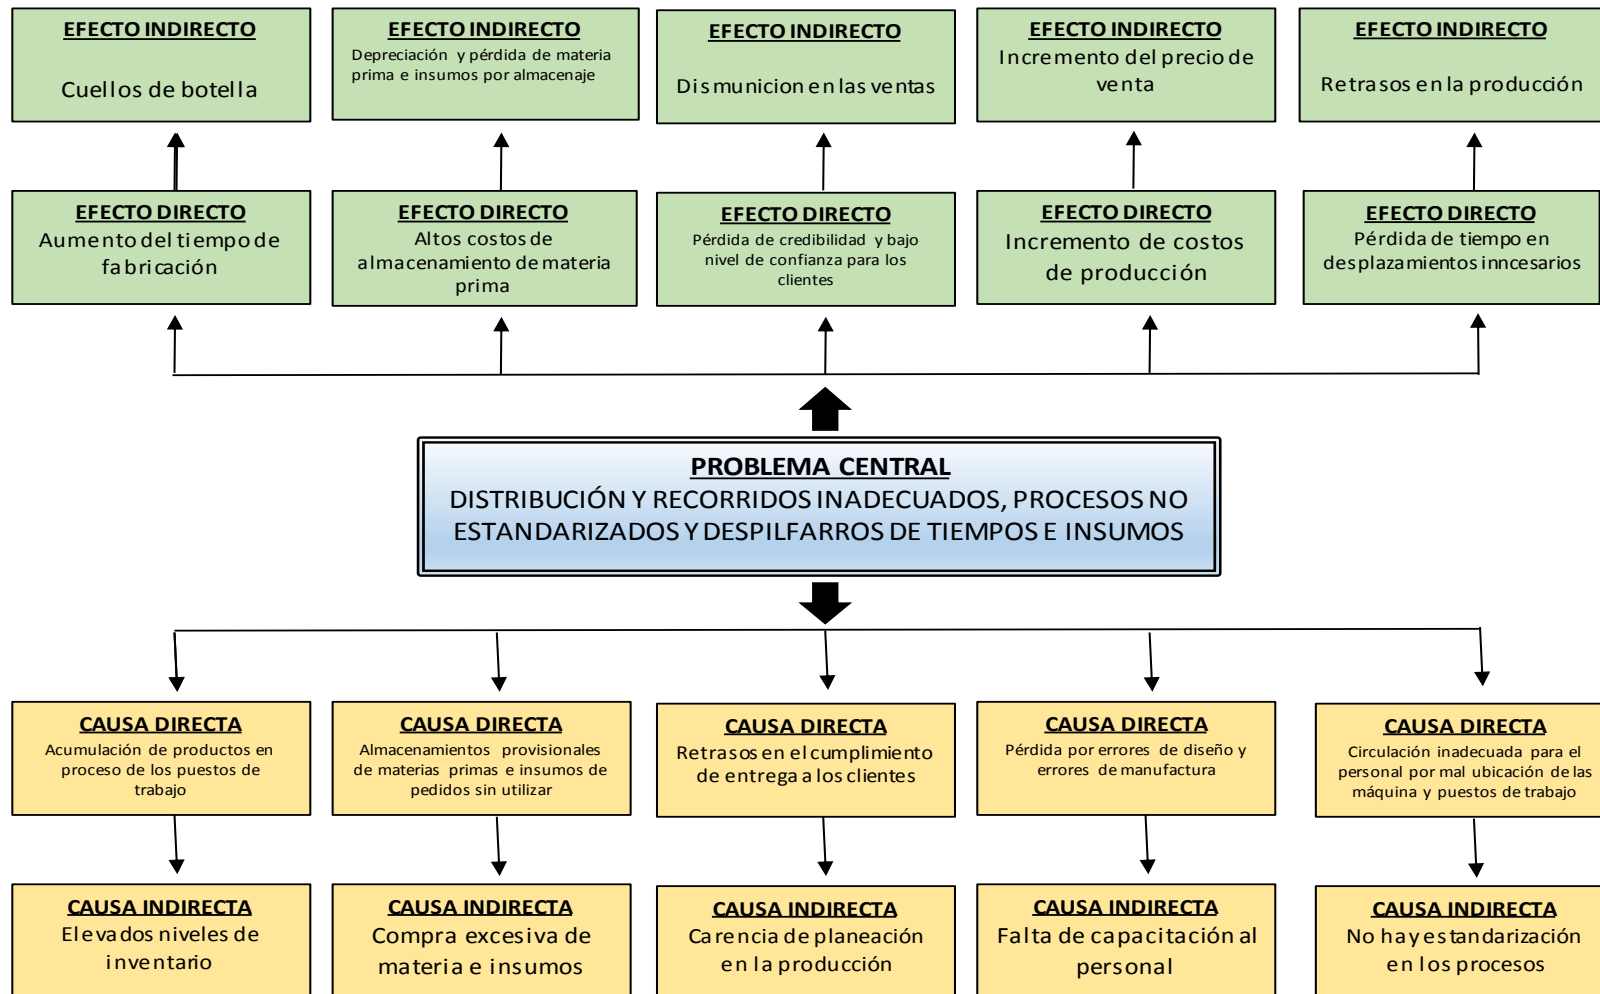 EFECTO INDIRECTO
Cuellos de botella
EFECTO INDIRECTO
Depreciación y pérdida de materia
prima e insumos por almacenaje
EFECTO INDIRECTO
Dismunicion en las ventas
EFECTO INDIRECTO
Incremento del precio de
venta
EFECTO INDIRECTO
Retrasos en la producción
EFECTO DIRECTO
Aumento del tiempo de
fabricación
EFECTO DIRECTO
Altos costos de
almacenamiento de materia
prima
EFECTO DIRECTO
Pérdida de credibilidad y bajo
nivel de confianza para los
clientes
EFECTO DIRECTO
Incremento de costos
de producción
EFECTO DIRECTO
Pérdida de tiempo en
desplazamientos inncesarios
PROBLEMA CENTRAL
DISTRIBUCIÓN Y RECORRIDOS INADECUADOS, PROCESOS NO
ESTANDARIZADOS Y DESPILFARROS DE TIEMPOS E INSUMOS
CAUSA DIRECTA
Acumulación de productos en
proceso de los puestos de
trabajo
CAUSA DIRECTA
Almacenamientos provisionales
de materias primas e insumos de
pedidos sin utilizar
CAUSA DIRECTA
Retrasos en el cumplimiento
de entrega a los clientes
CAUSA DIRECTA
Pérdida por errores de diseño y
errores de manufactura
CAUSA DIRECTA
Circulación inadecuada para el
personal por mal ubicación de las
máquina y puestos de trabajo
CAUSA INDIRECTA
Elevados niveles de
inventario
CAUSA INDIRECTA
Compra excesiva de
materia e insumos
CAUSA INDIRECTA
Carencia de planeación
en la producción
CAUSA INDIRECTA
Falta de capacitación al
personal
CAUSA INDIRECTA
No hay estandarización
en los procesos